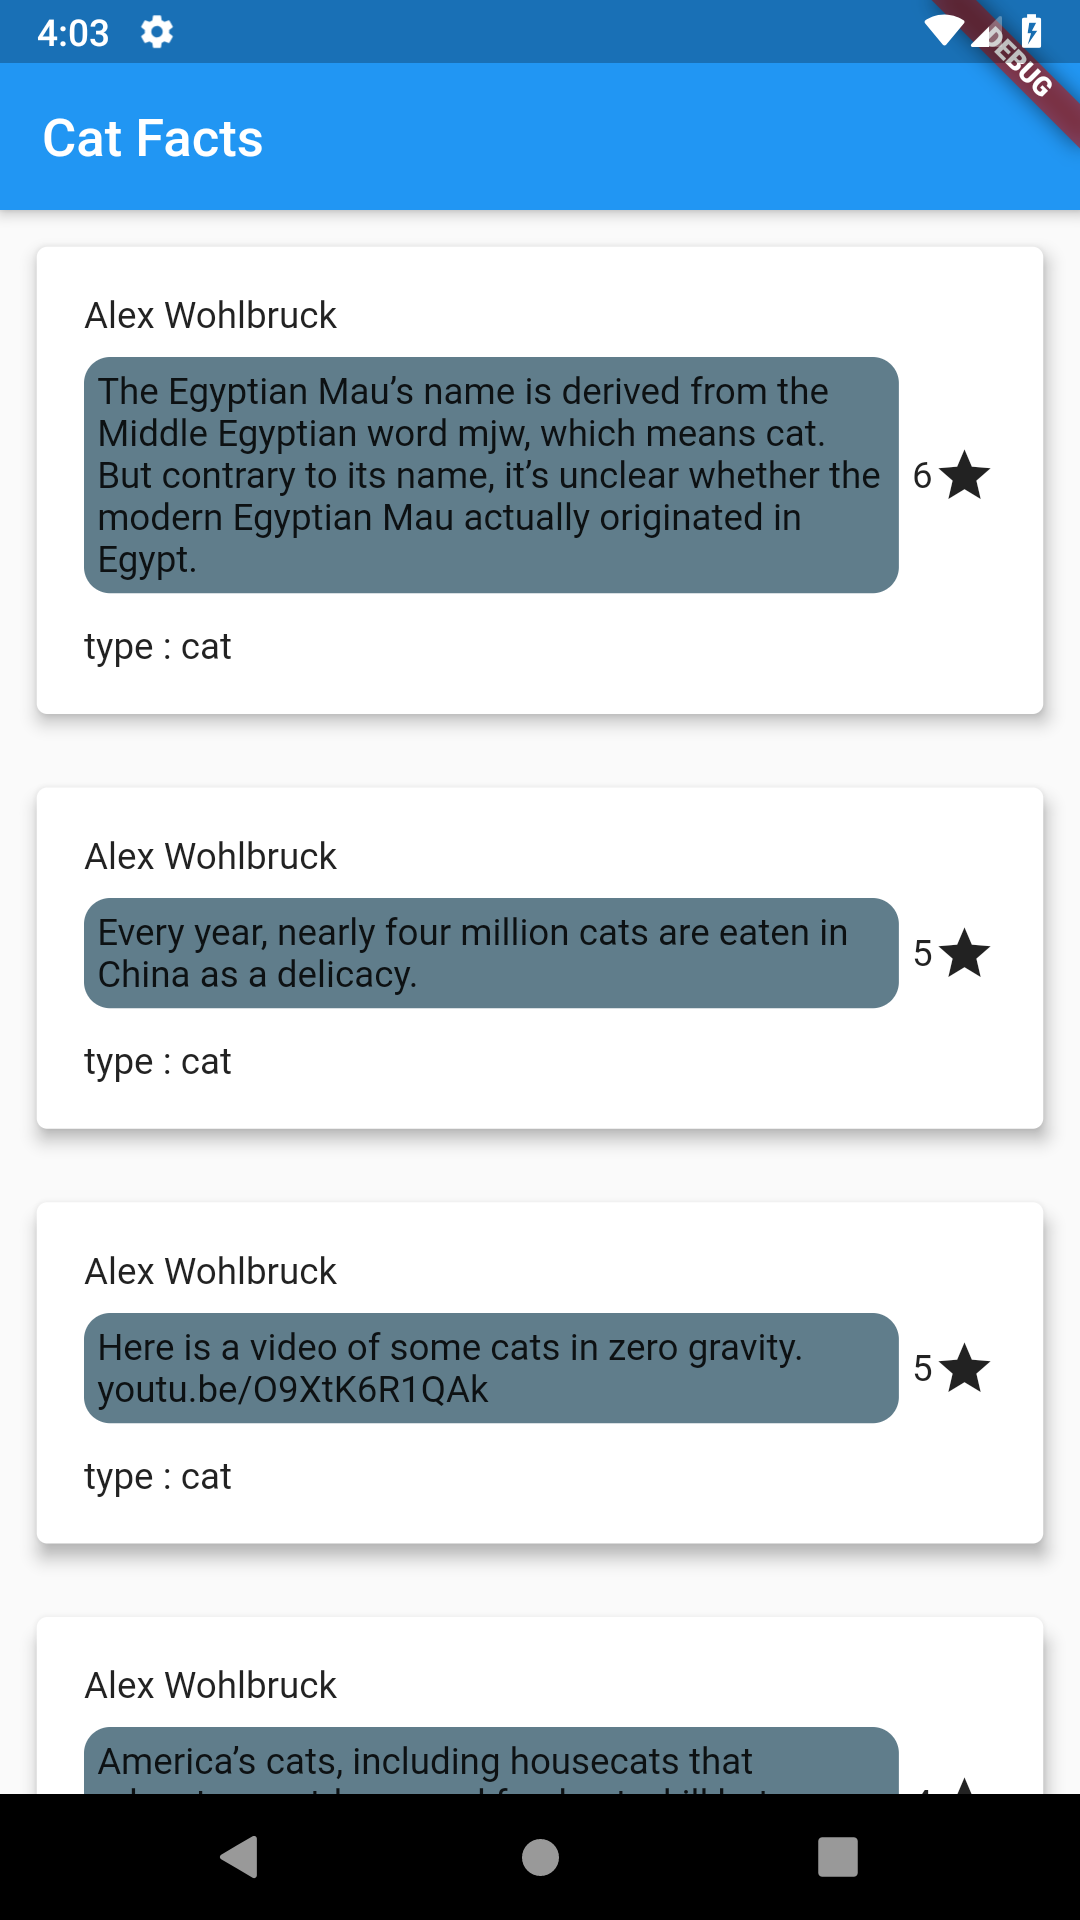 4:03
DEBUG
Cat Facts
Alex Wohlbruck
The Egyptian Mau’s name is derived from the
Middle Egyptian word mjw, which means cat.
But contrary to its name, it’s unclear whether the
modern Egyptian Mau actually originated in
Egypt.
6
type : cat
Alex Wohlbruck
Every year, nearly four million cats are eaten in
China as a delicacy.
5
type : cat
Alex Wohlbruck
Here is a video of some cats in zero gravity.
youtu.be/O9XtK6R1QAk
5
type : cat
Alex Wohlbruck
America’s cats, including housecats that